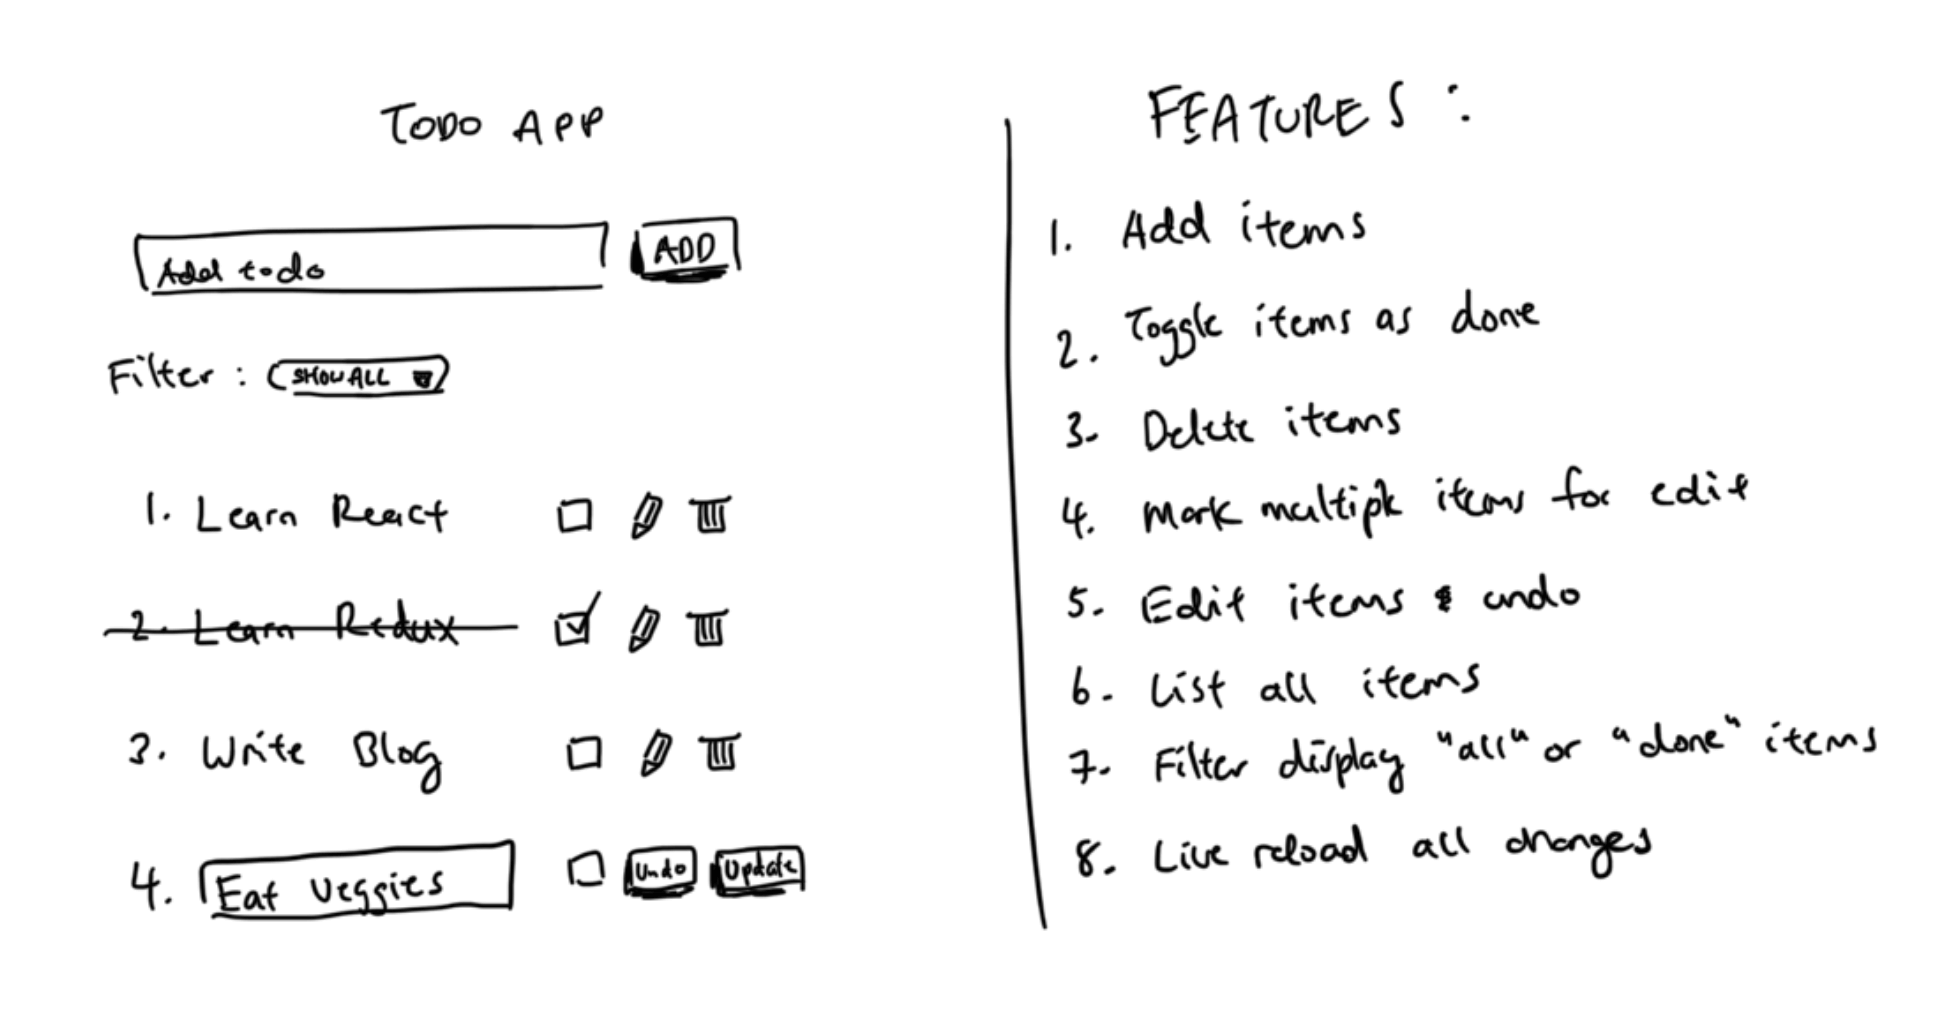 TODO APP
Add todo
ADD
Filter : SHOW ALL
1. Learn React
2. Learn Redux
3. Write Blog
4. Eat Veggies
Undo
Update
FEATURES :
1. Add items
2. Toggle items as done
3. Delete items
4. Mark multiple items for edit
5. Edit items & undo
6. List all items
7. Filter display "all" or "done" items
8. Live reload all changes